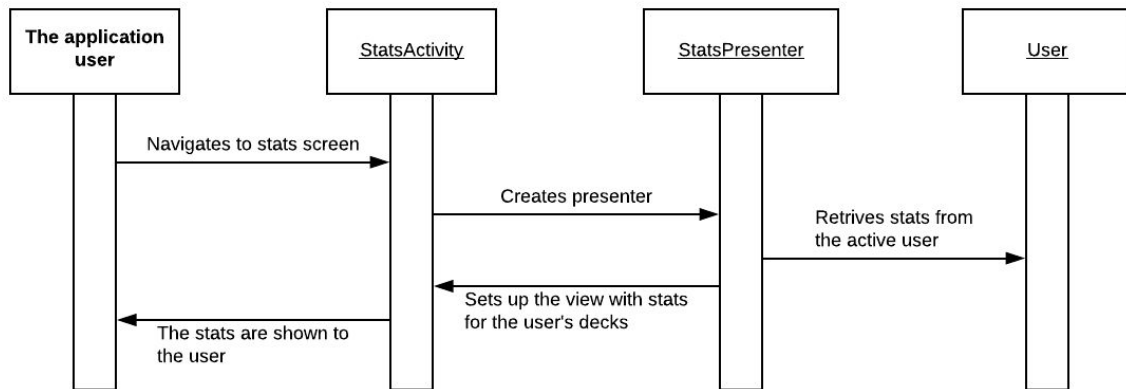 The application
user
StatsActivity
StatsPresenter
User
Navigates to stats screen
Creates presenter
Retrives stats from
the active user
Sets up the view with stats
for the user's decks
The stats are shown to
the user